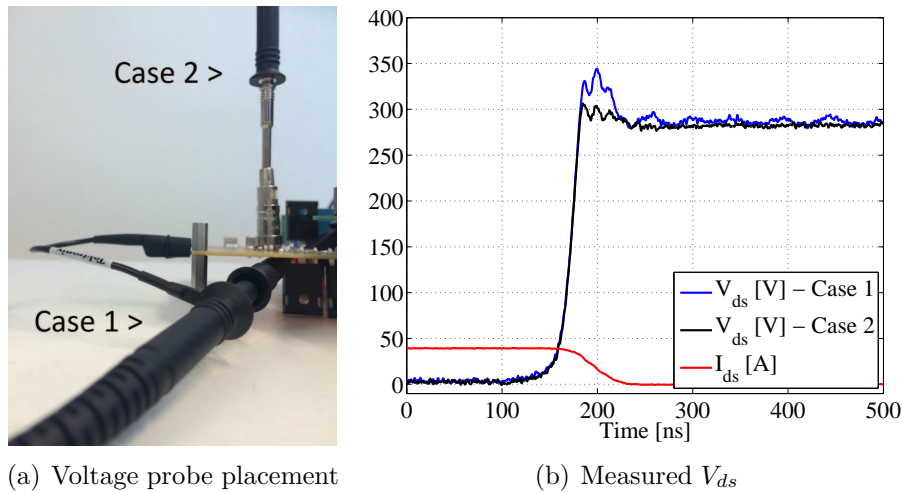 Case 2 >
Tektronix
Case 1 >
(a) Voltage probe placement
400
350
300
250
200
150
100
50
0
0
100
200
300
400
500
Time [ns]
V_ds [V] – Case 1
V_ds [V] – Case 2
I_ds [A]
(b) Measured V_ds